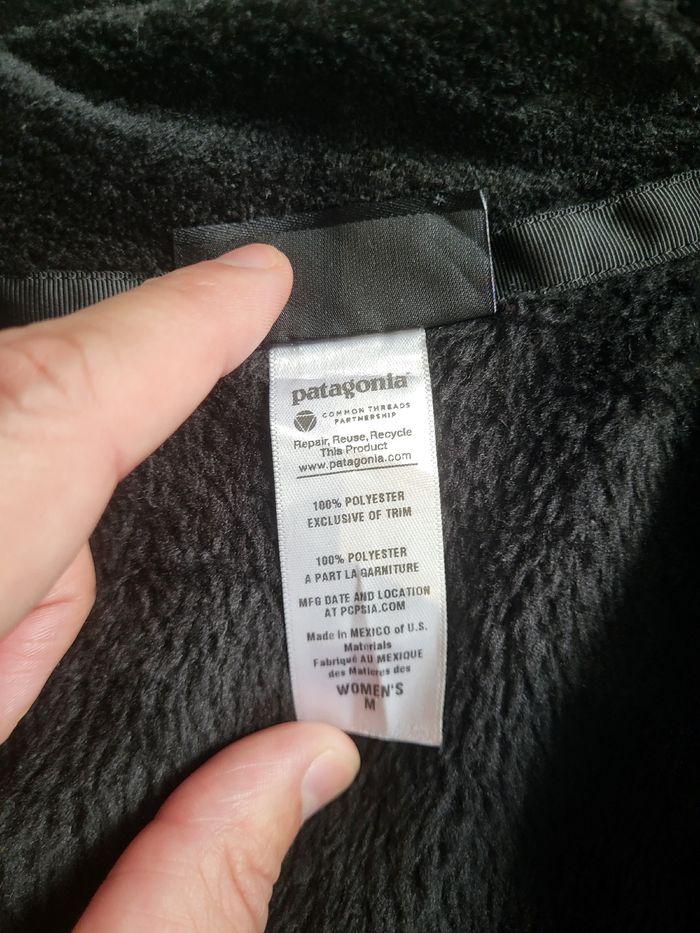 patagonia
COMMON THREADS
PARTNERSHIP
Repair, Reuse, Recycle
This Product
www.patagonia.com
100% POLYESTER
EXCLUSIVE OF TRIM
100% POLYESTER
A PART LA GARNITURE
MFG DATE AND LOCATION
AT PCPSIA.COM
Made in MEXICO of U.S.
Materials
Fabriqué AU MEXIQUE
des Matieres des
WOMEN'S
M